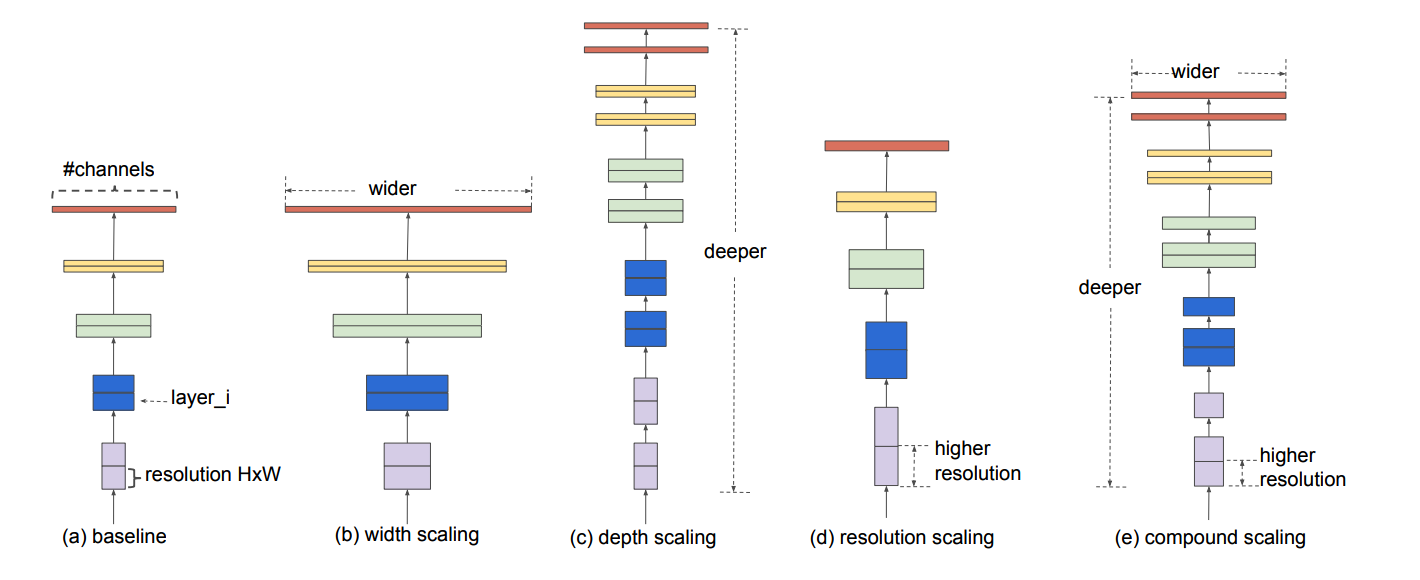 #channels
layer_i
resolution HxW
(a) baseline
wider
(b) width scaling
deeper
(c) depth scaling
higher
resolution
(d) resolution scaling
wider
deeper
higher
resolution
(e) compound scaling